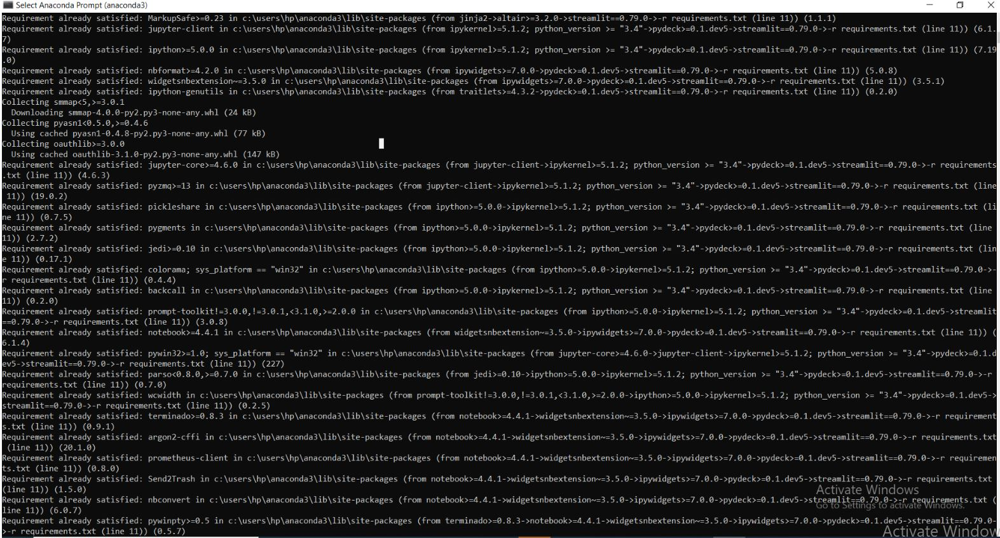 Select Anaconda Prompt (anaconda3)
Requirement already satisfied: MarkupSafe>=0.23 in c:\users\hp\anaconda3\lib\site-packages (from jinja2->altair>=3.2.0->streamlit==0.79.0->-r requirements.txt (line 11)) (1.1.1)
Requirement already satisfied: jupyter-client in c:\users\hp\anaconda3\lib\site-packages (from ipykernel>=5.1.2; python_version >= "3.4"->pydeck>=0.1.dev5->streamlit==0.79.0->-r requirements.txt (line 11)) (6.1.
7)
Requirement already satisfied: ipython>=5.0.0 in c:\users\hp\anaconda3\lib\site-packages (from ipykernel>=5.1.2; python_version >= "3.4"->pydeck>=0.1.dev5->streamlit==0.79.0->-r requirements.txt (line 11)) (7.19
.0)
Requirement already satisfied: nbformat>=4.2.0 in c:\users\hp\anaconda3\lib\site-packages (from ipywidgets>=7.0.0->pydeck>=0.1.dev5->streamlit==0.79.0->-r requirements.txt (line 11)) (5.0.8)
Requirement already satisfied: widgetsnbextension~=3.5.0 in c:\users\hp\anaconda3\lib\site-packages (from ipywidgets>=7.0.0->pydeck>=0.1.dev5->streamlit==0.79.0->-r requirements.txt (line 11)) (3.5.1)
Requirement already satisfied: ipython-genutils in c:\users\hp\anaconda3\lib\site-packages (from traitlets>=4.3.2->pydeck>=0.1.dev5->streamlit==0.79.0->-r requirements.txt (line 11)) (0.2.0)
Collecting smmap<5,>=3.0.1
  Downloading smmap-4.0.0-py2.py3-none-any.whl (24 kB)
Collecting pyasn1<0.5.0,>=0.4.6
  Using cached pyasn1-0.4.8-py2.py3-none-any.whl (77 kB)
Collecting oauthlib>=3.0.0
  Using cached oauthlib-3.1.0-py2.py3-none-any.whl (147 kB)
Requirement already satisfied: jupyter-core>=4.6.0 in c:\users\hp\anaconda3\lib\site-packages (from jupyter-client->ipykernel>=5.1.2; python_version >= "3.4"->pydeck>=0.1.dev5->streamlit==0.79.0->-r requirements
.txt (line 11)) (4.6.3)
Requirement already satisfied: pyzmq>=13 in c:\users\hp\anaconda3\lib\site-packages (from jupyter-client->ipykernel>=5.1.2; python_version >= "3.4"->pydeck>=0.1.dev5->streamlit==0.79.0->-r requirements.txt (line
 11)) (19.0.2)
Requirement already satisfied: pickleshare in c:\users\hp\anaconda3\lib\site-packages (from ipython>=5.0.0->ipykernel>=5.1.2; python_version >= "3.4"->pydeck>=0.1.dev5->streamlit==0.79.0->-r requirements.txt (li
ne 11)) (0.7.5)
Requirement already satisfied: pygments in c:\users\hp\anaconda3\lib\site-packages (from ipython>=5.0.0->ipykernel>=5.1.2; python_version >= "3.4"->pydeck>=0.1.dev5->streamlit==0.79.0->-r requirements.txt (line
11)) (2.7.2)
Requirement already satisfied: jedi>=0.10 in c:\users\hp\anaconda3\lib\site-packages (from ipython>=5.0.0->ipykernel>=5.1.2; python_version >= "3.4"->pydeck>=0.1.dev5->streamlit==0.79.0->-r requirements.txt (lin
e 11)) (0.17.1)
Requirement already satisfied: colorama; sys_platform == "win32" in c:\users\hp\anaconda3\lib\site-packages (from ipython>=5.0.0->ipykernel>=5.1.2; python_version >= "3.4"->pydeck>=0.1.dev5->streamlit==0.79.0->-
r requirements.txt (line 11)) (0.4.4)
Requirement already satisfied: backcall in c:\users\hp\anaconda3\lib\site-packages (from ipython>=5.0.0->ipykernel>=5.1.2; python_version >= "3.4"->pydeck>=0.1.dev5->streamlit==0.79.0->-r requirements.txt (line
11)) (0.2.0)
Requirement already satisfied: prompt-toolkit!=3.0.0,!=3.0.1,<3.1.0,>=2.0.0 in c:\users\hp\anaconda3\lib\site-packages (from ipython>=5.0.0->ipykernel>=5.1.2; python_version >= "3.4"->pydeck>=0.1.dev5->streamlit
==0.79.0->-r requirements.txt (line 11)) (3.0.8)
Requirement already satisfied: notebook>=4.4.1 in c:\users\hp\anaconda3\lib\site-packages (from widgetsnbextension~=3.5.0->ipywidgets>=7.0.0->pydeck>=0.1.dev5->streamlit==0.79.0->-r requirements.txt (line 11)) (
6.1.4)
Requirement already satisfied: pywin32>=1.0; sys_platform == "win32" in c:\users\hp\anaconda3\lib\site-packages (from jupyter-core>=4.6.0->jupyter-client->ipykernel>=5.1.2; python_version >= "3.4"->pydeck>=0.1.d
ev5->streamlit==0.79.0->-r requirements.txt (line 11)) (227)
Requirement already satisfied: parso<0.8.0,>=0.7.0 in c:\users\hp\anaconda3\lib\site-packages (from jedi>=0.10->ipython>=5.0.0->ipykernel>=5.1.2; python_version >= "3.4"->pydeck>=0.1.dev5->streamlit==0.79.0->-r
requirements.txt (line 11)) (0.7.0)
Requirement already satisfied: wcwidth in c:\users\hp\anaconda3\lib\site-packages (from prompt-toolkit!=3.0.0,!=3.0.1,<3.1.0,>=2.0.0->ipython>=5.0.0->ipykernel>=5.1.2; python_version >= "3.4"->pydeck>=0.1.dev5->
streamlit==0.79.0->-r requirements.txt (line 11)) (0.2.5)
Requirement already satisfied: terminado>=0.8.3 in c:\users\hp\anaconda3\lib\site-packages (from notebook>=4.4.1->widgetsnbextension~=3.5.0->ipywidgets>=7.0.0->pydeck>=0.1.dev5->streamlit==0.79.0->-r requirement
s.txt (line 11)) (0.9.1)
Requirement already satisfied: argon2-cffi in c:\users\hp\anaconda3\lib\site-packages (from notebook>=4.4.1->widgetsnbextension~=3.5.0->ipywidgets>=7.0.0->pydeck>=0.1.dev5->streamlit==0.79.0->-r requirements.txt
 (line 11)) (20.1.0)
Requirement already satisfied: prometheus-client in c:\users\hp\anaconda3\lib\site-packages (from notebook>=4.4.1->widgetsnbextension~=3.5.0->ipywidgets>=7.0.0->pydeck>=0.1.dev5->streamlit==0.79.0->-r requiremen
ts.txt (line 11)) (0.8.0)
Requirement already satisfied: Send2Trash in c:\users\hp\anaconda3\lib\site-packages (from notebook>=4.4.1->widgetsnbextension~=3.5.0->ipywidgets>=7.0.0->pydeck>=0.1.dev5->streamlit==0.79.0->-r requirements.txt
(line 11)) (1.5.0)
Activate Windows
Requirement already satisfied: nbconvert in c:\users\hp\anaconda3\lib\site-packages (from notebook>=4.4.1->widgetsnbextension~=3.5.0->ipywidgets>=7.0.0->pydeck>=0.1.dev5->streamlit==0.79.0->-r requirements.txt (
Go to Settings to activate Windows.
line 11)) (6.0.7)
Requirement already satisfied: pywinpty>=0.5 in c:\users\hp\anaconda3\lib\site-packages (from terminado>=0.8.3->notebook>=4.4.1->widgetsnbextension~=3.5.0->ipywidgets>=7.0.0->pydeck>=0.1.dev5->streamlit==0.79.0-
>-r requirements.txt (line 11)) (0.5.7)
Activate Window